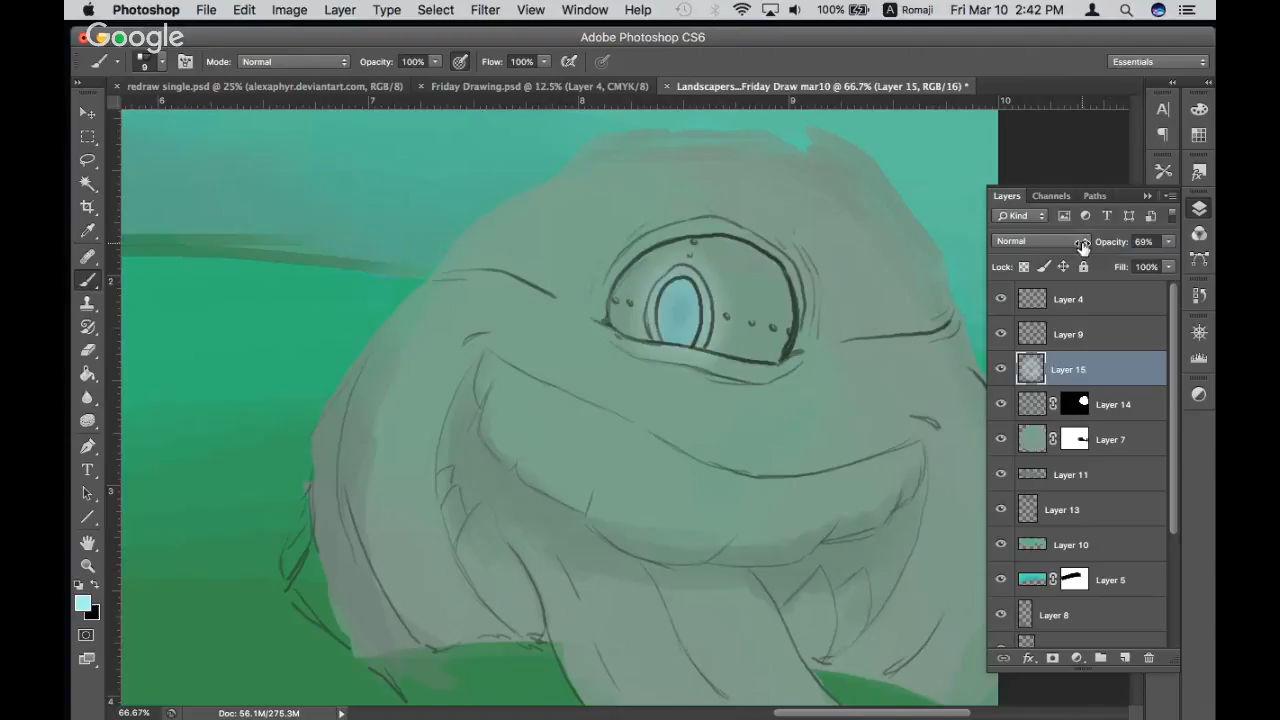 Photoshop File Edit Image Layer Type Select Filter View Window Help 100% A Romaji Fri Mar 10 2:42 PM
Google
Adobe Photoshop CS6
9 Mode: Normal Opacity: 100% Flow: 100% Essentials
× redraw single.psd @ 25% (alexaphyr.deviantart.com, RGB/8) × Friday Drawing.psd @ 12.5% (Layer 4, CMYK/8) × Landscapers...Friday Draw mar10 @ 66.7% (Layer 15, RGB/16) *
6 7 8 9 10
2
3
4
Layers Channels Paths
Kind
Normal Opacity: 69%
Lock: Fill: 100%
Layer 4
Layer 9
Layer 15
Layer 14
Layer 7
Layer 11
Layer 13
Layer 10
Layer 5
Layer 8
66.67% Doc: 56.1M/275.3M